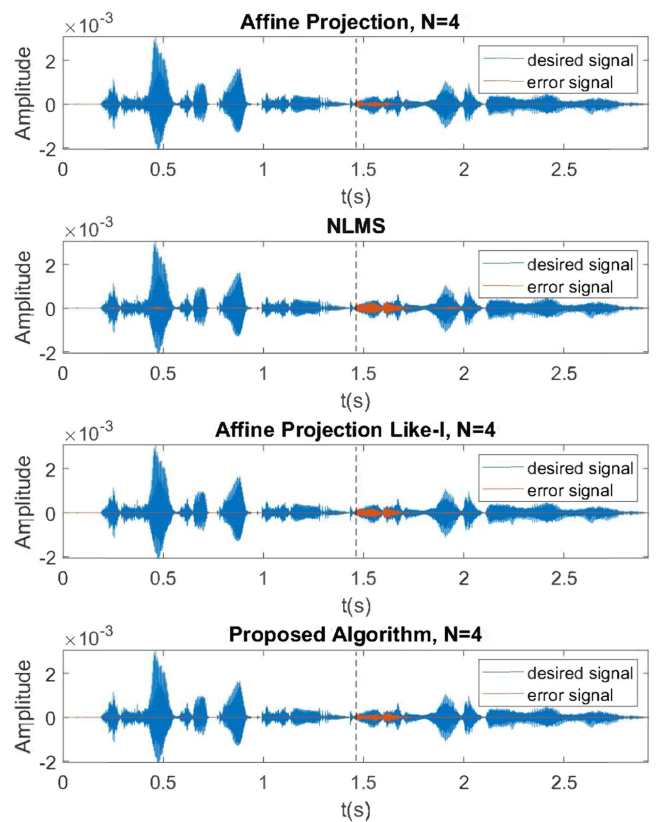 Affine Projection, N=4
×10⁻³
2
0
-2
Amplitude
desired signal
error signal
0 0.5 1 1.5 2 2.5
t(s)
NLMS
×10⁻³
2
0
-2
Amplitude
desired signal
error signal
0 0.5 1 1.5 2 2.5
t(s)
Affine Projection Like-I, N=4
×10⁻³
2
0
-2
Amplitude
desired signal
error signal
0 0.5 1 1.5 2 2.5
t(s)
Proposed Algorithm, N=4
×10⁻³
2
0
-2
Amplitude
desired signal
error signal
0 0.5 1 1.5 2 2.5
t(s)